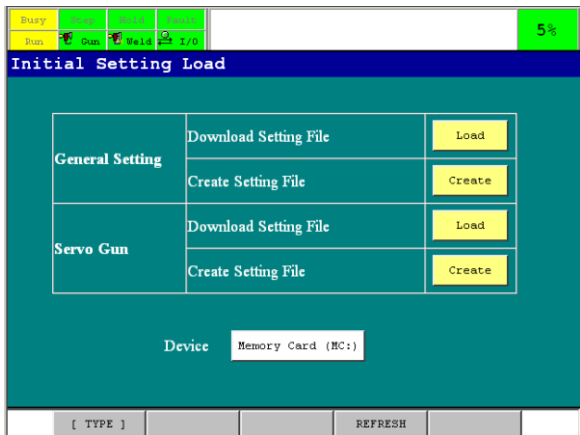 Busy Stop Hold Fault
Run Gun Weld I/O
5%
Initial Setting Load
General Setting
Download Setting File Load
Create Setting File Create
Servo Gun
Download Setting File Load
Create Setting File Create
Device Memory Card (MC:)
[ TYPE ] REFRESH